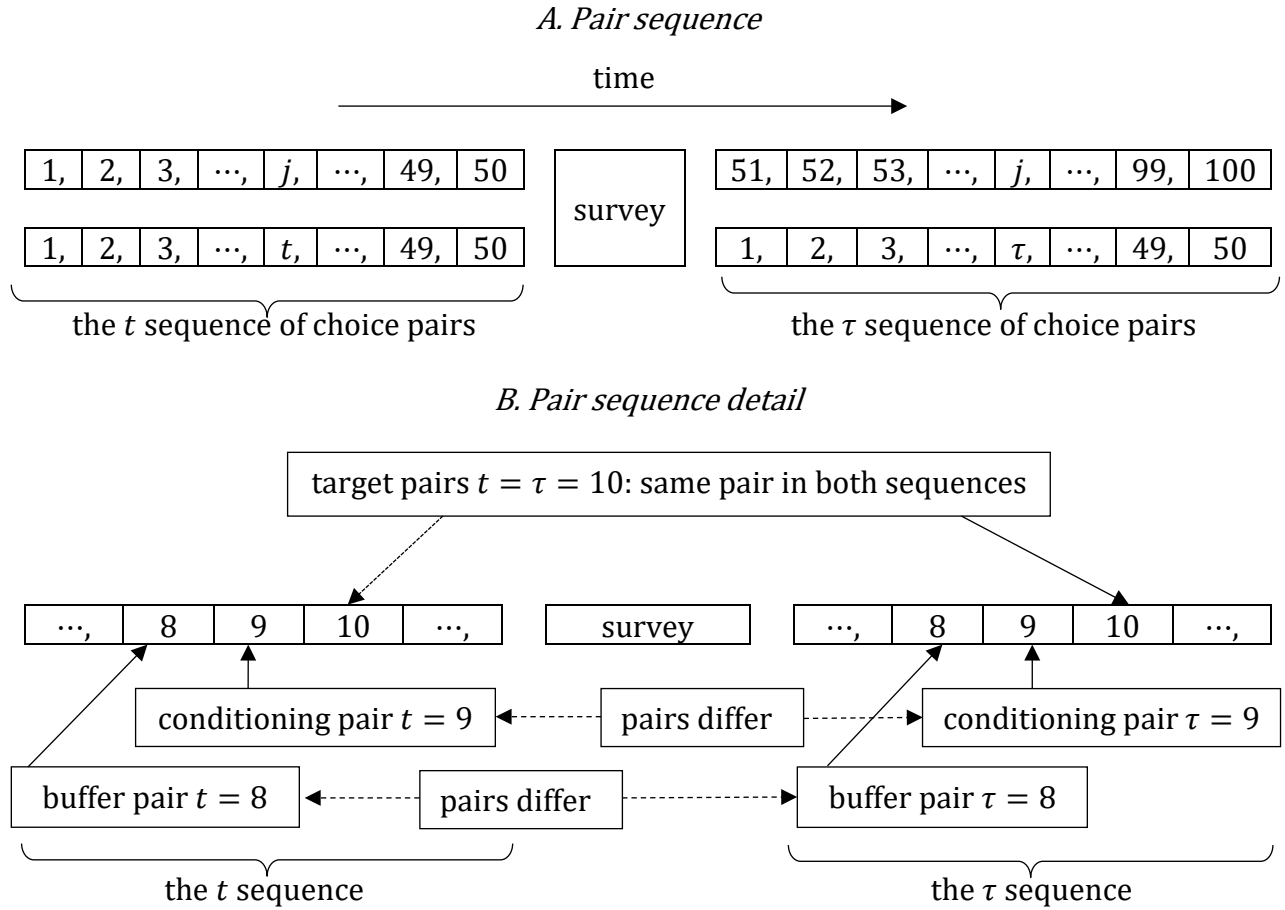 A. Pair sequence
time
1, 2, 3, ⋯, j, ⋯, 49, 50
51, 52, 53, ⋯, j, ⋯, 99, 100
survey
1, 2, 3, ⋯, t, ⋯, 49, 50
1, 2, 3, ⋯, τ, ⋯, 49, 50
the t sequence of choice pairs
the τ sequence of choice pairs
B. Pair sequence detail
target pairs t = τ = 10: same pair in both sequences
⋯, 8 9 10 ⋯,
survey
⋯, 8 9 10 ⋯,
conditioning pair t = 9
pairs differ
conditioning pair τ = 9
buffer pair t = 8
pairs differ
buffer pair τ = 8
the t sequence
the τ sequence